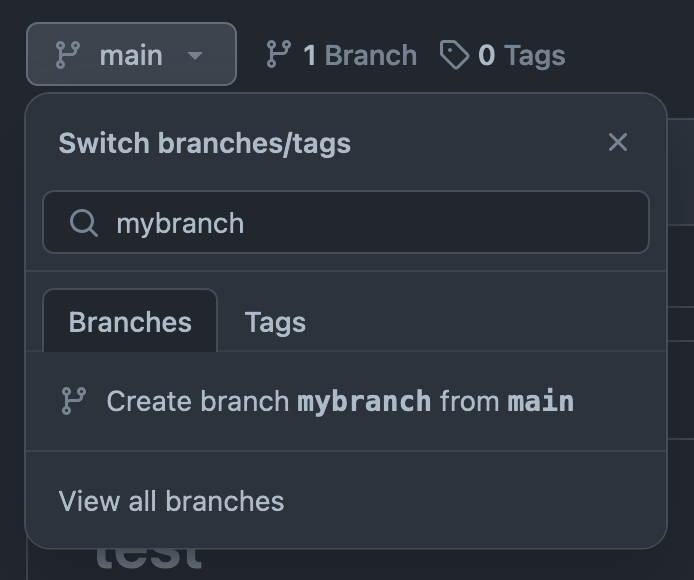 main 1 Branch 0 Tags
Switch branches/tags
mybranch
Branches Tags
Create branch mybranch from main
View all branches
test